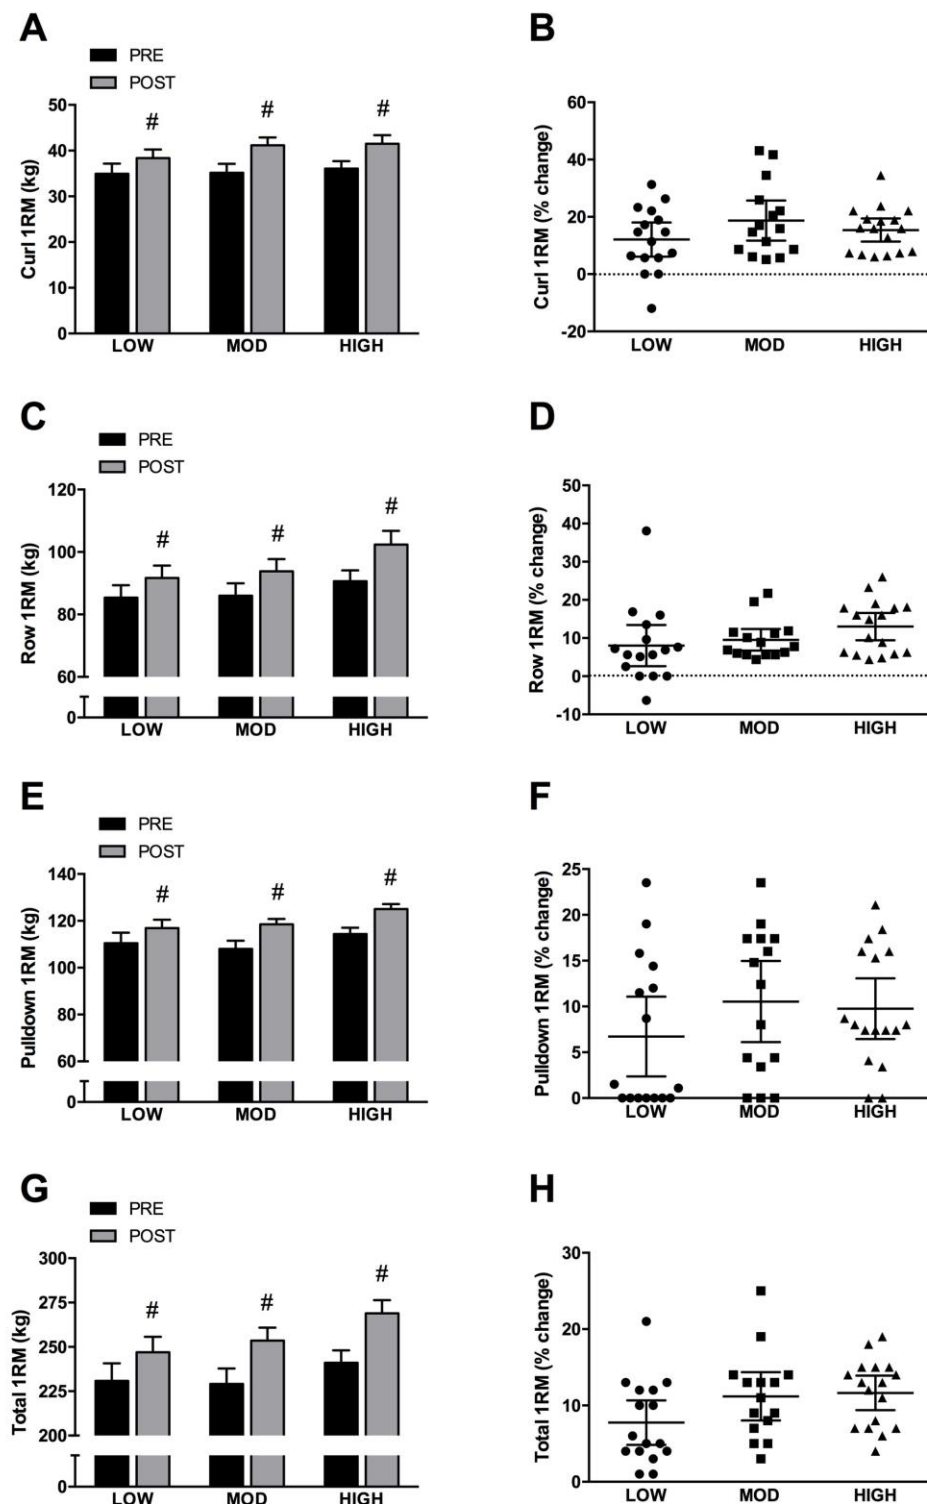 A
PRE
POST
Curl 1RM (kg)
50
40
30
20
10
0
#
#
#
LOW MOD HIGH
B
Curl 1RM (% change)
60
40
20
0
-20
LOW MOD HIGH
C
PRE
POST
Row 1RM (kg)
120
100
80
60
0
#
#
#
LOW MOD HIGH
D
Row 1RM (% change)
50
40
30
20
10
0
-10
LOW MOD HIGH
E
PRE
POST
Pulldown 1RM (kg)
140
120
100
80
60
0
#
#
#
LOW MOD HIGH
F
Pulldown 1RM (% change)
25
20
15
10
5
0
LOW MOD HIGH
G
PRE
POST
Total 1RM (kg)
300
275
250
225
200
0
#
#
#
LOW MOD HIGH
H
Total 1RM (% change)
30
20
10
0
LOW MOD HIGH